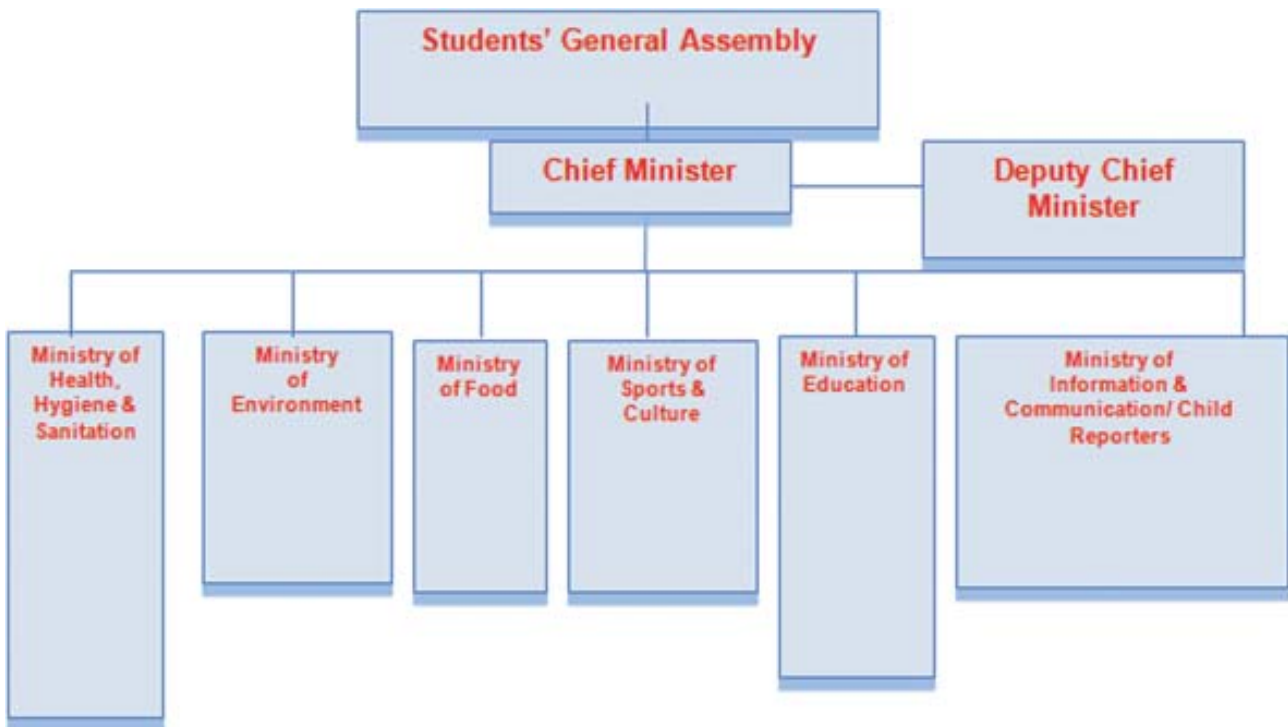 Students' General Assembly
Chief Minister
Deputy Chief
Minister
Ministry of
Health,
Hygiene &
Sanitation
Ministry
of
Environment
Ministry
of Food
Ministry of
Sports &
Culture
Ministry of
Education
Ministry of
Information &
Communication/ Child
Reporters